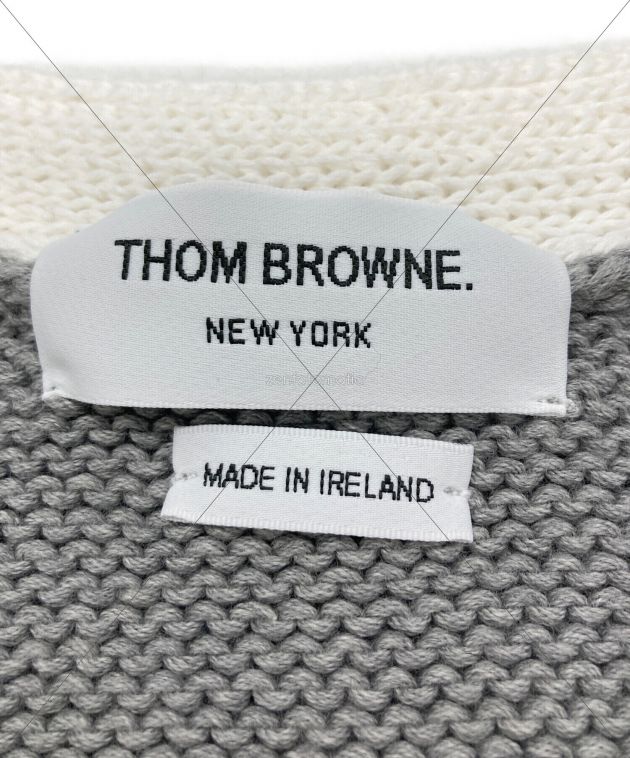 THOM BROWNE.
NEW YORK
MADE IN IRELAND